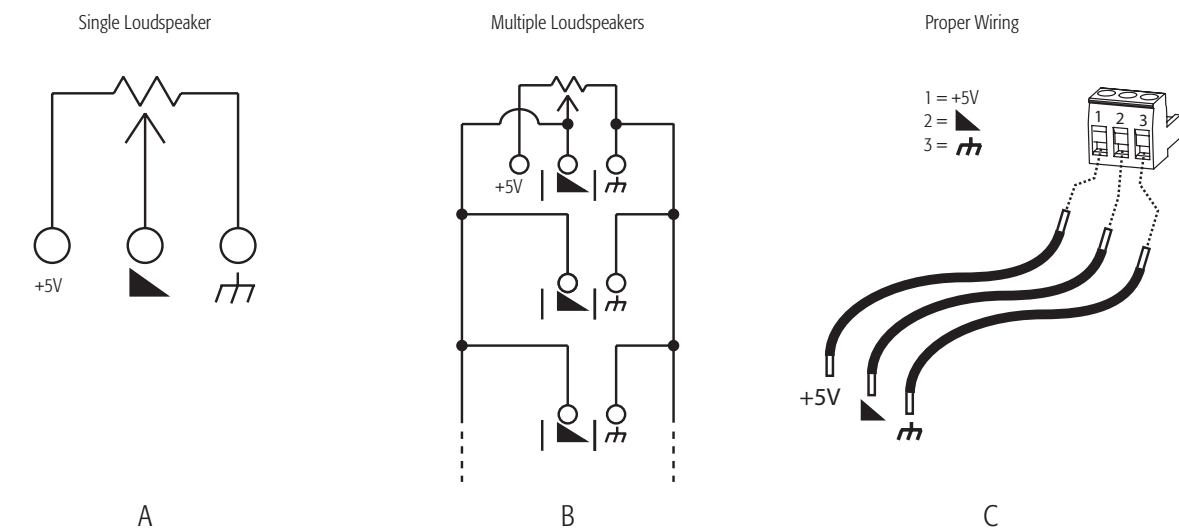 Single Loudspeaker
Multiple Loudspeakers
Proper Wiring
+5V
+5V
1 = +5V
2 =
3 =
1 2 3
+5V
A
B
C